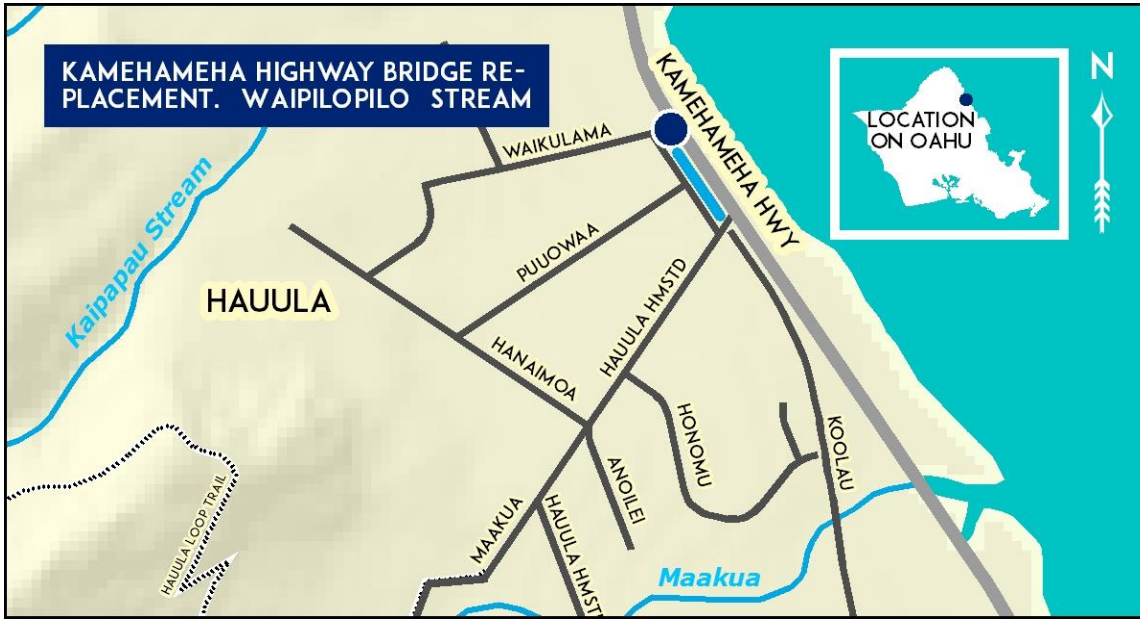 KAMEHAMEHA HIGHWAY BRIDGE RE-
PLACEMENT. WAIPILOPILO STREAM
KAMEHAMEHA HWY
LOCATION
ON OAHU
N
WAIKULAMA
Kaipapau Stream
PUUOWAA
HAUULA
HAUULA HMSTD
HANAIMOA
HONOMU
KOOLAU
ANOILEI
HAUULA LOOP TRAIL
MAAKUA
HAUULA HMSTD
Maakua